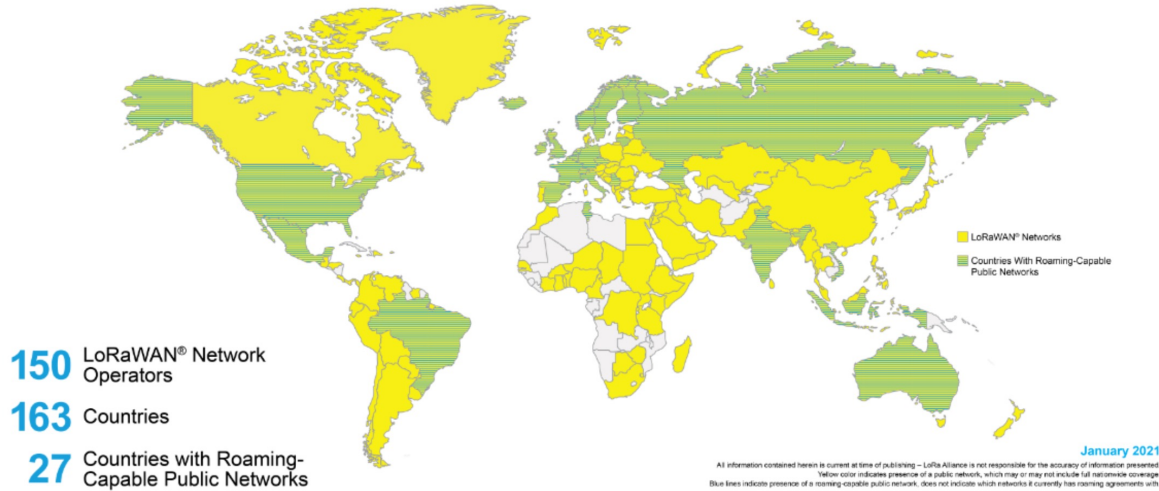 LoRaWAN® Networks
Countries With Roaming-Capable
Public Networks
150 LoRaWAN® Network
Operators
163 Countries
27 Countries with Roaming-
Capable Public Networks
January 2021
All information contained herein is current at time of publishing – LoRa Alliance is not responsible for the accuracy of information presented
Yellow color indicates presence of a public network, which may or may not include full nationwide coverage
Blue lines indicate presence of a roaming-capable public network, does not indicate which networks it currently has roaming agreements with